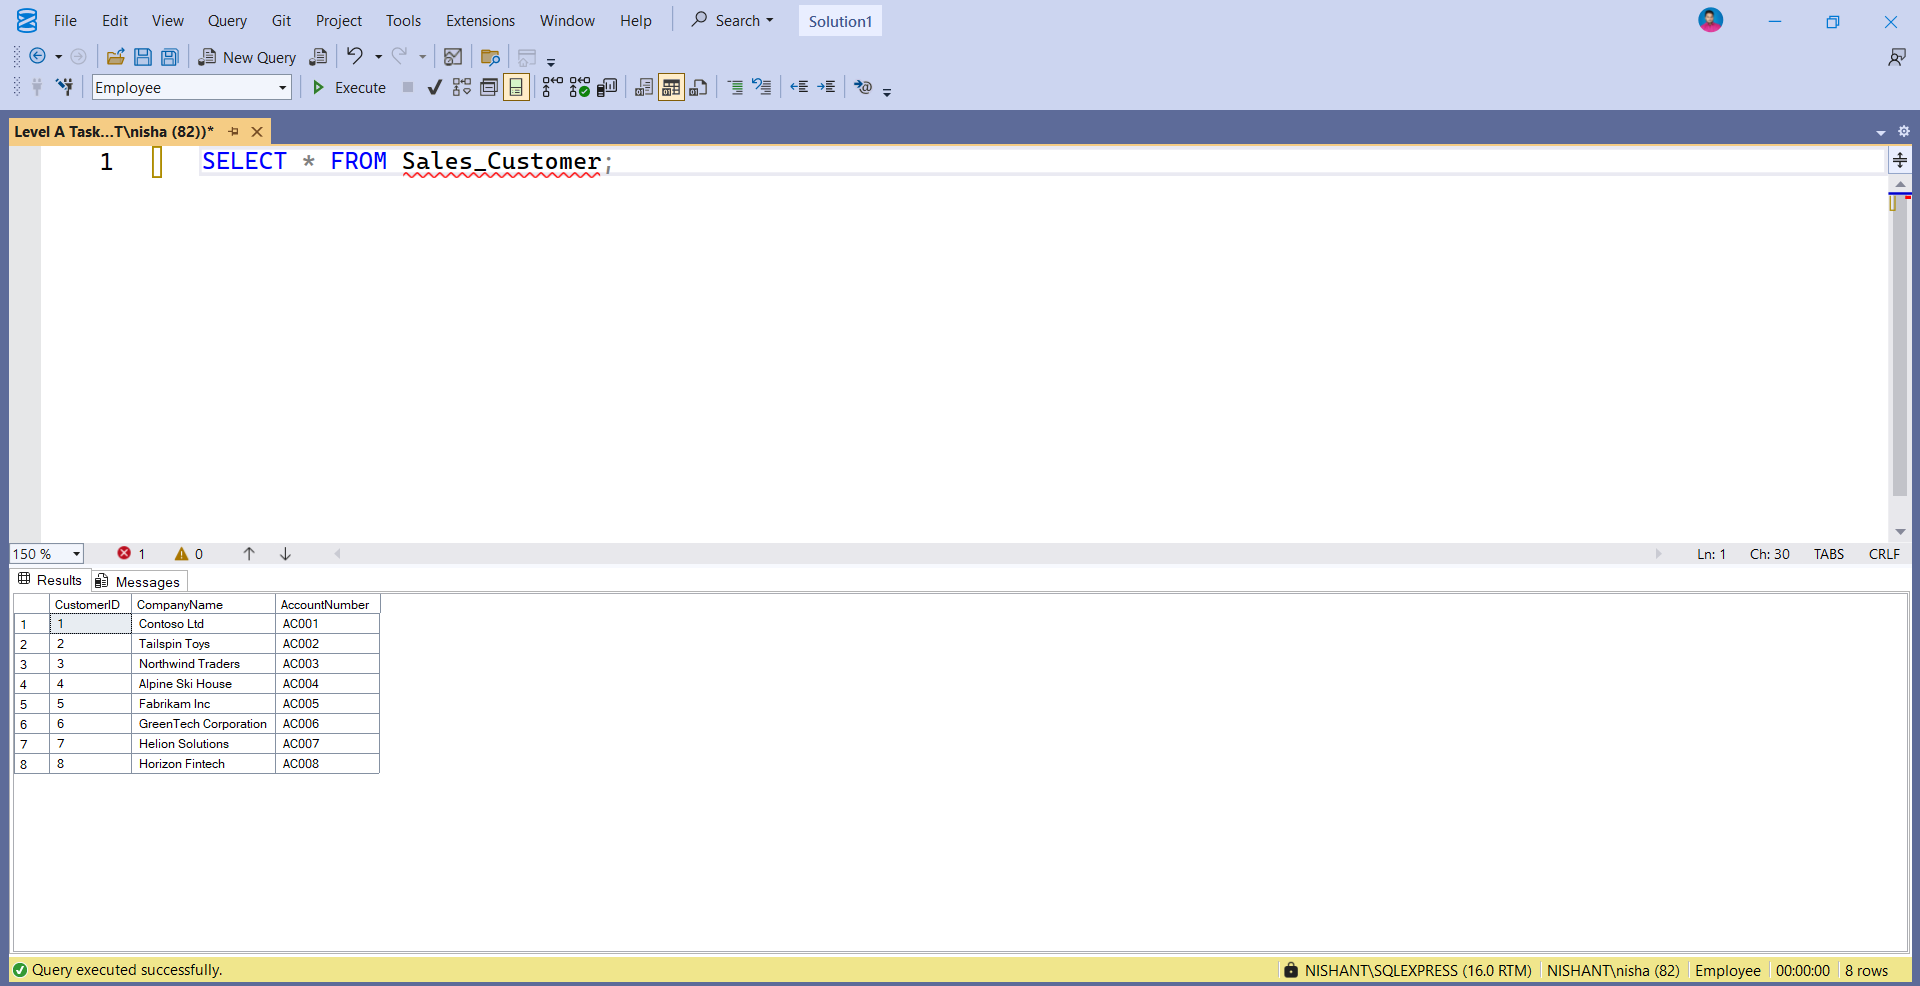 File Edit View Query Git Project Tools Extensions Window Help Search Solution1
New Query
Employee Execute
Level A Task...T\nisha (82))*
1 SELECT * FROM Sales_Customer;
150 % 1 0 Ln: 1 Ch: 30 TABS CRLF
Results Messages
CustomerID CompanyName AccountNumber
1 1 Contoso Ltd AC001
2 2 Tailspin Toys AC002
3 3 Northwind Traders AC003
4 4 Alpine Ski House AC004
5 5 Fabrikam Inc AC005
6 6 GreenTech Corporation AC006
7 7 Helion Solutions AC007
8 8 Horizon Fintech AC008
Query executed successfully. NISHANT\SQLEXPRESS (16.0 RTM) NISHANT\nisha (82) Employee 00:00:00 8 rows